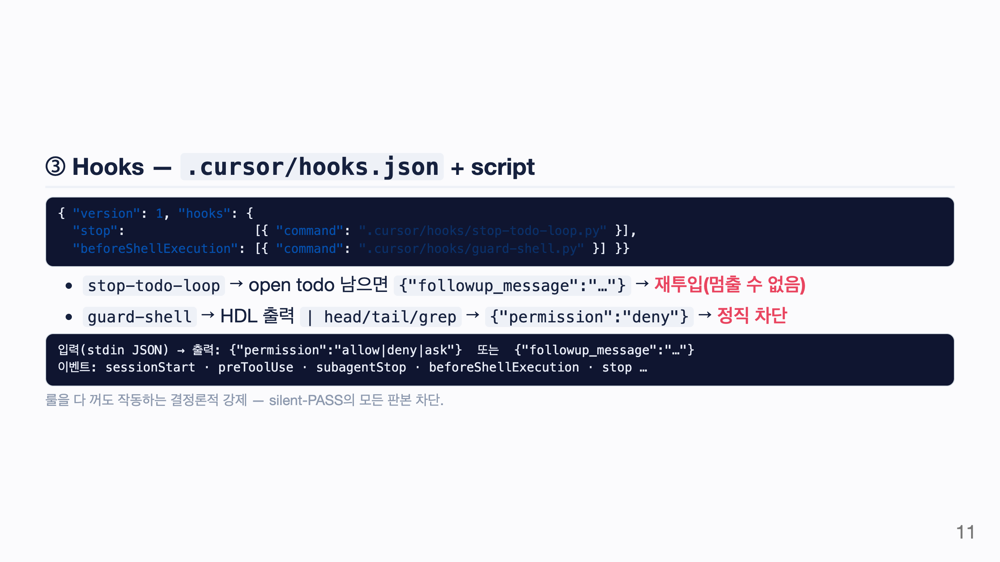 ③ Hooks — .cursor/hooks.json + script
{ "version": 1, "hooks": {
  "stop":                  [{ "command": ".cursor/hooks/stop-todo-loop.py" }],
  "beforeShellExecution": [{ "command": ".cursor/hooks/guard-shell.py" }] }}
• stop-todo-loop → open todo 남으면 {"followup_message":"…"} → 재투입(멈출 수 없음)
• guard-shell → HDL 출력 | head/tail/grep → {"permission":"deny"} → 정직 차단
입력(stdin JSON) → 출력: {"permission":"allow|deny|ask"}  또는  {"followup_message":"…"}
이벤트: sessionStart · preToolUse · subagentStop · beforeShellExecution · stop …
룰을 다 꺼도 작동하는 결정론적 강제 — silent-PASS의 모든 판본 차단.
11